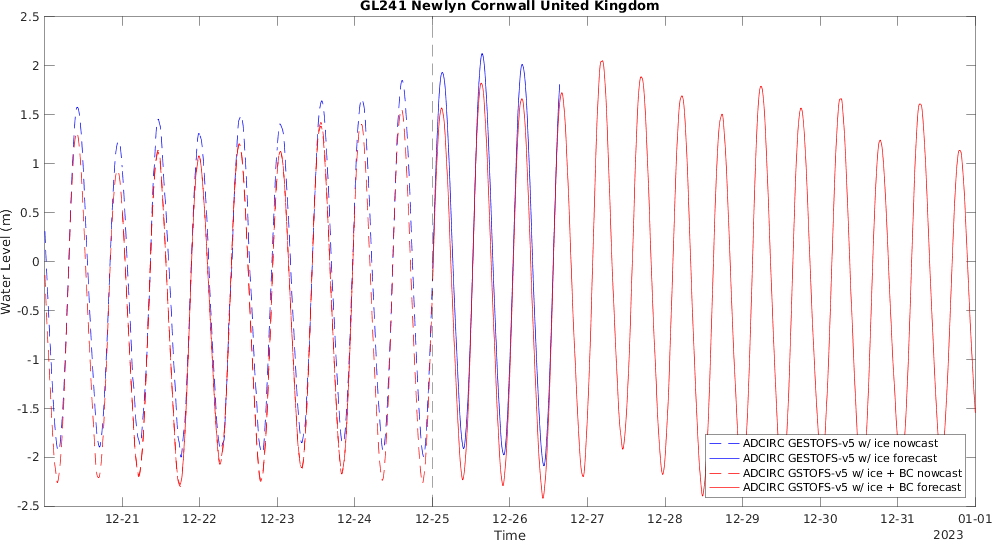 GL241 Newlyn Cornwall United Kingdom
2.5
2
1.5
1
0.5
0
-0.5
-1
-1.5
-2
-2.5
Water Level (m)
ADCIRC GESTOFS-v5 w/ ice nowcast
ADCIRC GESTOFS-v5 w/ ice forecast
ADCIRC GSTOFS-v5 w/ ice + BC nowcast
ADCIRC GSTOFS-v5 w/ ice + BC forecast
12-21 12-22 12-23 12-24 12-25 12-26 12-27 12-28 12-29 12-30 12-31 01-01
Time
2023